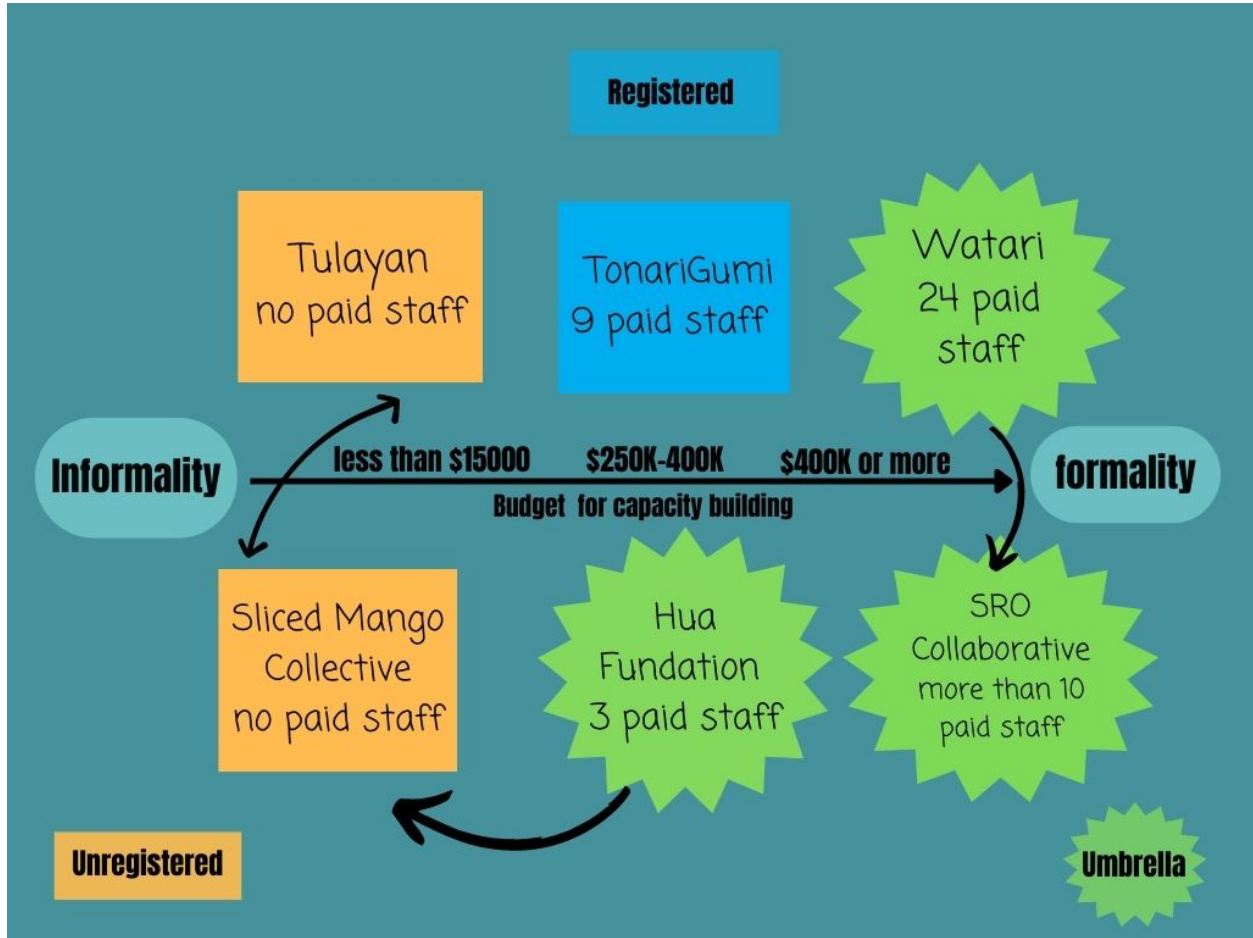 Registered
Tulayan
no paid staff
TonariGumi
9 paid staff
Watari
24 paid
staff
Informality
less than $15000
$250K-400K
$400K or more
Budget for capacity building
formality
Sliced Mango
Collective
no paid staff
Hua
Fundation
3 paid staff
SRO
Collaborative
more than 10
paid staff
Unregistered
Umbrella